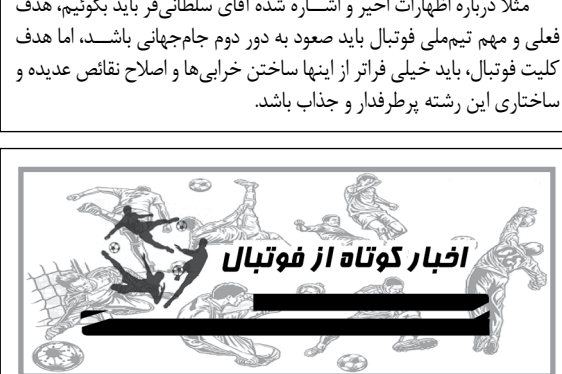 مثلا درباره اظهارات اخیر و اشاره شده آقای سلطانی‌فر باید بگوئیم، هدف
فعلی و مهم تیم‌ملی فوتبال باید صعود به دور دوم جام‌جهانی باشد، اما هدف
کلیت فوتبال، باید خیلی فراتر از اینها ساختن خرابی‌ها و اصلاح نقائص عدیده و
ساختاری این رشته پرطرفدار و جذاب باشد.
اخبار کوتاه از فوتبال